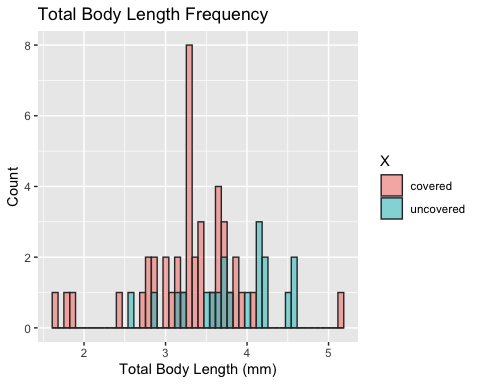 Total Body Length Frequency
8
6
4
2
0
Count
2 3 4 5
Total Body Length (mm)
X
covered
uncovered